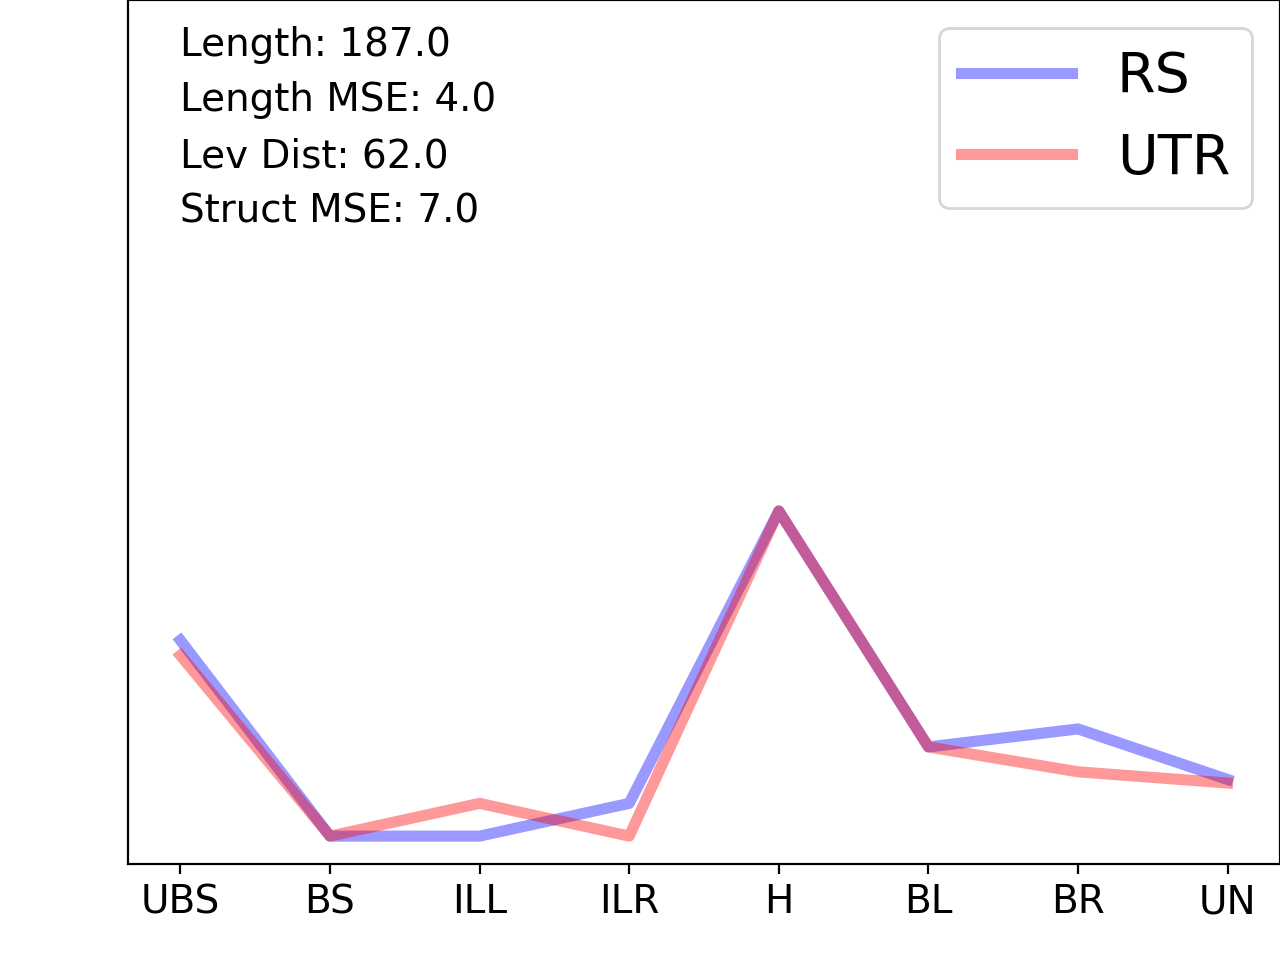 Length: 187.0
Length MSE: 4.0
Lev Dist: 62.0
Struct MSE: 7.0
RS
UTR
UBS BS ILL ILR H BL BR UN